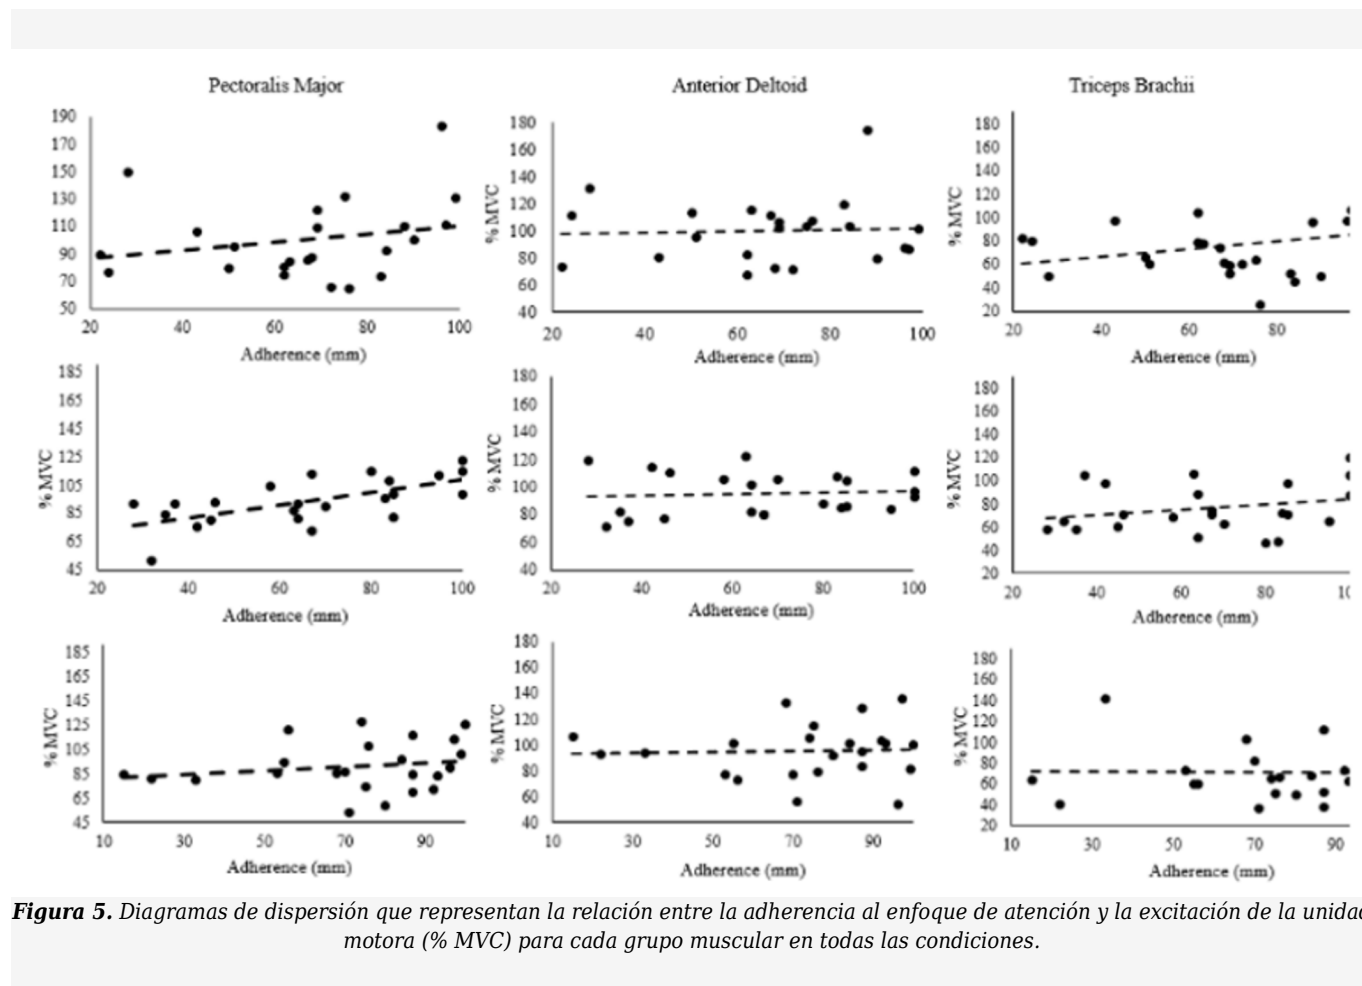 Pectoralis Major
Anterior Deltoid
Triceps Brachii
190
170
150
130
110
90
70
50
20 40 60 80 100
Adherence (mm)
% MVC
180
160
140
120
100
80
60
40
20 40 60 80 100
Adherence (mm)
% MVC
180
160
140
120
100
80
60
40
20
20 40 60 80
Adherence (mm)
% MVC
185
165
145
125
105
85
65
45
20 40 60 80 100
Adherence (mm)
% MVC
180
160
140
120
100
80
60
40
20 40 60 80 100
Adherence (mm)
% MVC
180
160
140
120
100
80
60
40
20
20 40 60 80
Adherence (mm)
% MVC
185
165
145
125
105
85
65
45
10 30 50 70 90
Adherence (mm)
% MVC
180
160
140
120
100
80
60
40
10 30 50 70 90
Adherence (mm)
% MVC
180
160
140
120
100
80
60
40
20
10 30 50 70 90
Adherence (mm)
Figura 5. Diagramas de dispersión que representan la relación entre la adherencia al enfoque de atención y la excitación de la unidad
motora (% MVC) para cada grupo muscular en todas las condiciones.